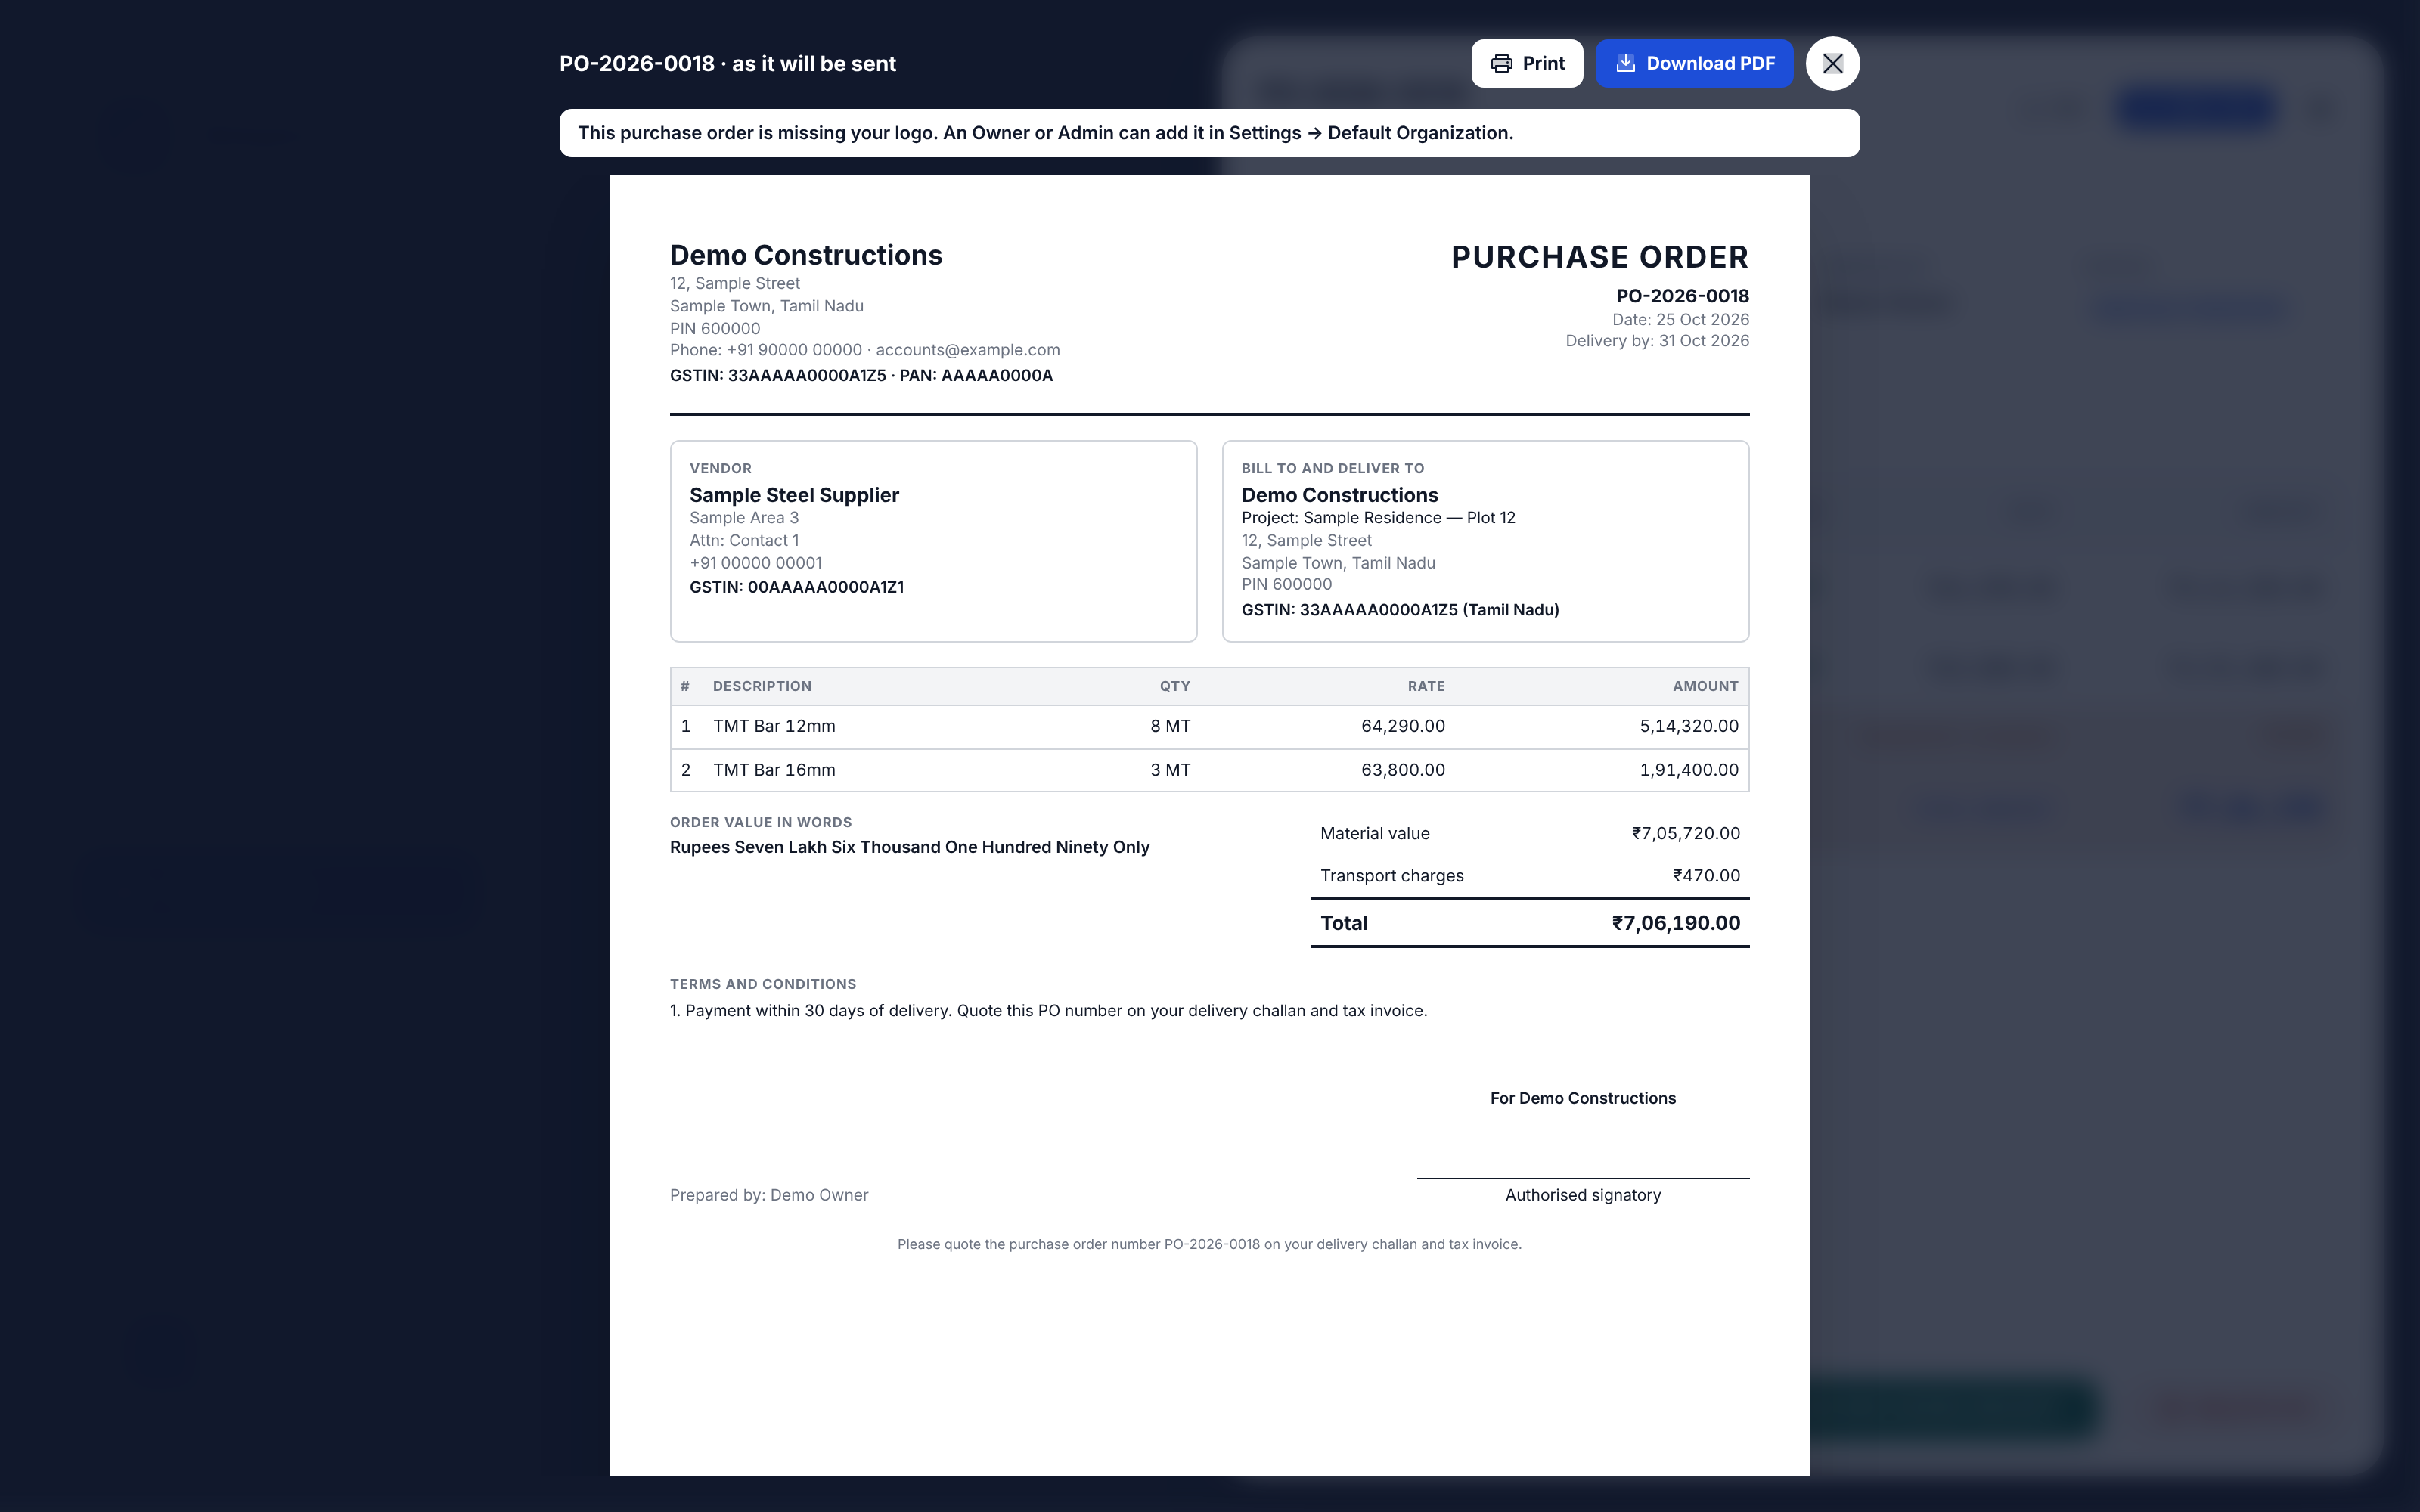 PO-2026-0018 · as it will be sent
Print
Download PDF
This purchase order is missing your logo. An Owner or Admin can add it in Settings → Default Organization.
Demo Constructions
12, Sample Street
Sample Town, Tamil Nadu
PIN 600000
Phone: +91 90000 00000 · accounts@example.com
GSTIN: 33AAAAA0000A1Z5 · PAN: AAAAA0000A
PURCHASE ORDER
PO-2026-0018
Date: 25 Oct 2026
Delivery by: 31 Oct 2026
VENDOR
Sample Steel Supplier
Sample Area 3
Attn: Contact 1
+91 00000 00001
GSTIN: 00AAAAA0000A1Z1
BILL TO AND DELIVER TO
Demo Constructions
Project: Sample Residence — Plot 12
12, Sample Street
Sample Town, Tamil Nadu
PIN 600000
GSTIN: 33AAAAA0000A1Z5 (Tamil Nadu)
# DESCRIPTION QTY RATE AMOUNT
1 TMT Bar 12mm 8 MT 64,290.00 5,14,320.00
2 TMT Bar 16mm 3 MT 63,800.00 1,91,400.00
ORDER VALUE IN WORDS
Rupees Seven Lakh Six Thousand One Hundred Ninety Only
Material value ₹7,05,720.00
Transport charges ₹470.00
Total ₹7,06,190.00
TERMS AND CONDITIONS
1. Payment within 30 days of delivery. Quote this PO number on your delivery challan and tax invoice.
For Demo Constructions
Prepared by: Demo Owner
Authorised signatory
Please quote the purchase order number PO-2026-0018 on your delivery challan and tax invoice.